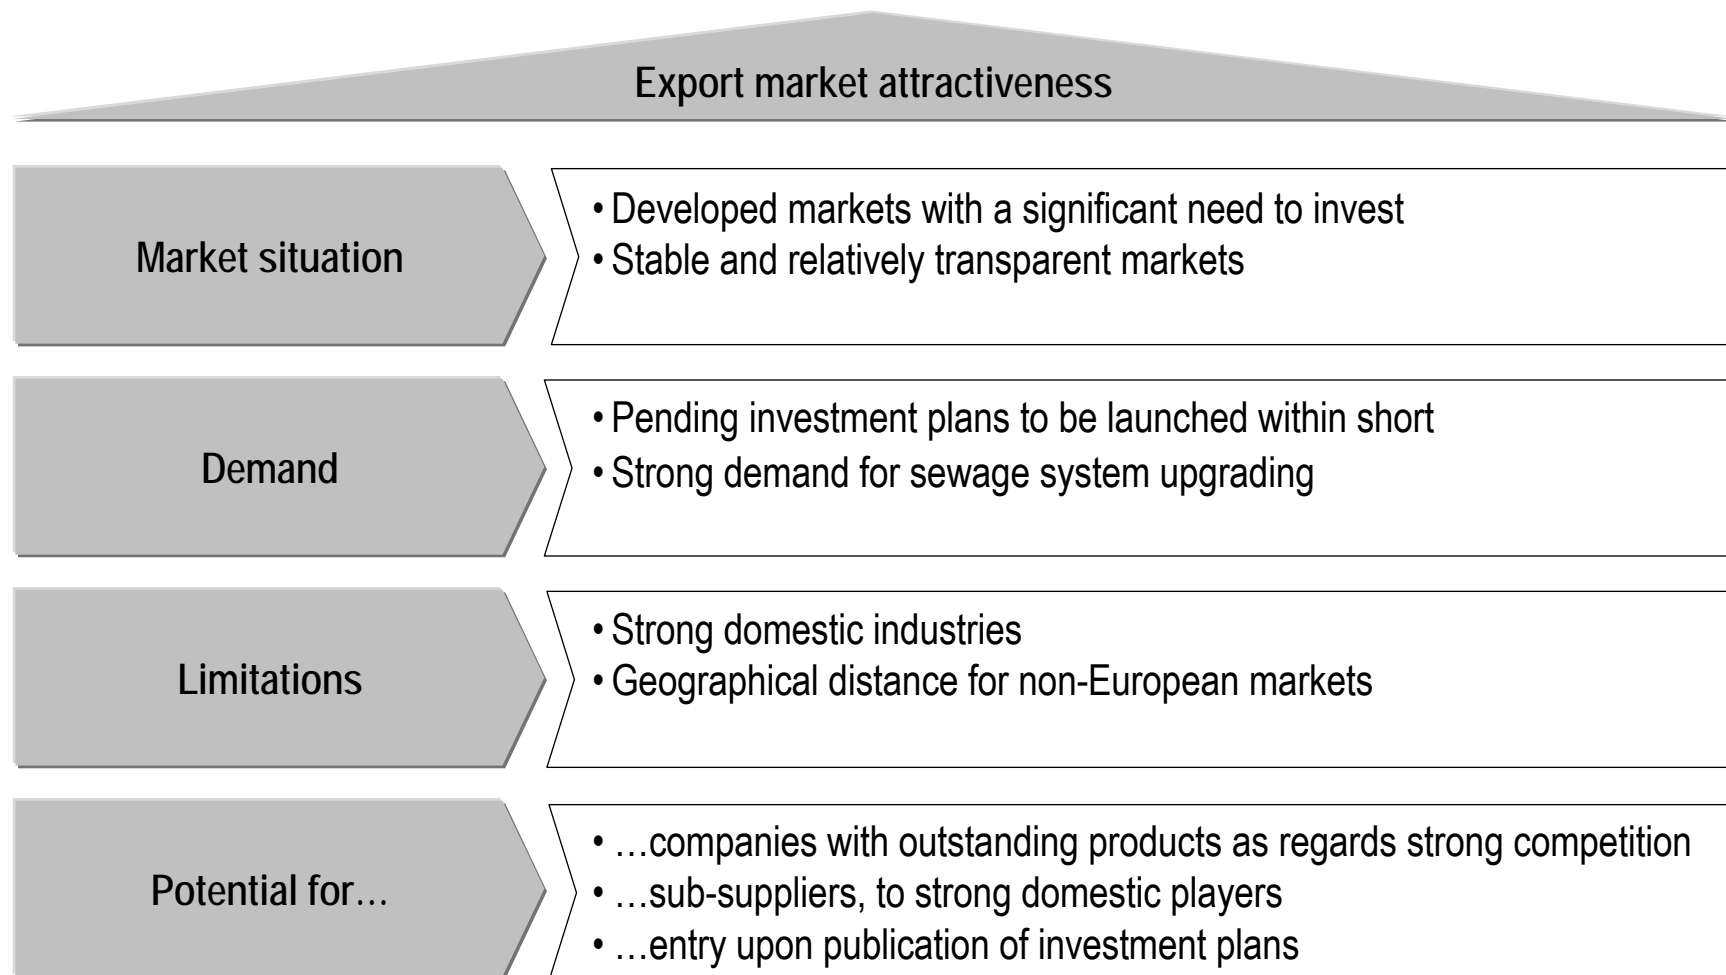 Export market attractiveness
Market situation
• Developed markets with a significant need to invest
• Stable and relatively transparent markets
Demand
• Pending investment plans to be launched within short
• Strong demand for sewage system upgrading
Limitations
• Strong domestic industries
• Geographical distance for non-European markets
Potential for…
• …companies with outstanding products as regards strong competition
• …sub-suppliers, to strong domestic players
• …entry upon publication of investment plans